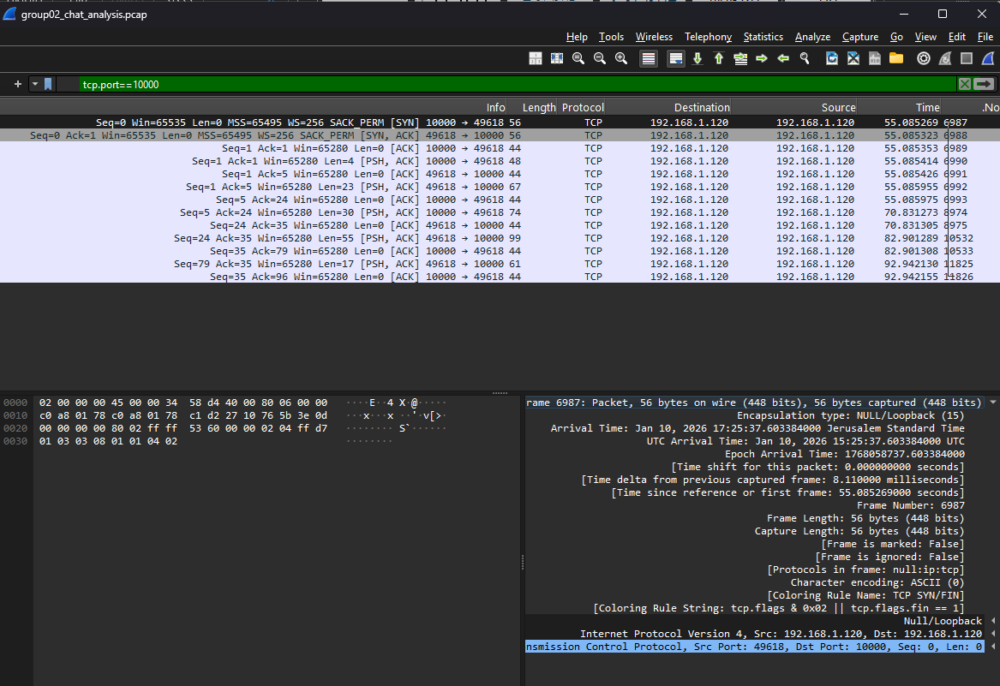 group02_chat_analysis.pcap
Help Tools Wireless Telephony Statistics Analyze Capture Go View Edit File
tcp.port==10000
Info Length Protocol Destination Source Time .No
Seq=0 Win=65535 Len=0 MSS=65495 WS=256 SACK_PERM [SYN] 10000 → 49618 56 TCP 192.168.1.120 192.168.1.120 55.085269 6987
Seq=0 Ack=1 Win=65535 Len=0 MSS=65495 WS=256 SACK_PERM [SYN, ACK] 49618 → 10000 56 TCP 192.168.1.120 192.168.1.120 55.085323 6988
Seq=1 Ack=1 Win=65280 Len=0 [ACK] 10000 → 49618 44 TCP 192.168.1.120 192.168.1.120 55.085353 6989
Seq=1 Ack=1 Win=65280 Len=4 [PSH, ACK] 10000 → 49618 48 TCP 192.168.1.120 192.168.1.120 55.085414 6990
Seq=1 Ack=5 Win=65280 Len=0 [ACK] 49618 → 10000 44 TCP 192.168.1.120 192.168.1.120 55.085426 6991
Seq=1 Ack=5 Win=65280 Len=23 [PSH, ACK] 49618 → 10000 67 TCP 192.168.1.120 192.168.1.120 55.085955 6992
Seq=5 Ack=24 Win=65280 Len=0 [ACK] 10000 → 49618 44 TCP 192.168.1.120 192.168.1.120 55.085975 6993
Seq=5 Ack=24 Win=65280 Len=30 [PSH, ACK] 10000 → 49618 74 TCP 192.168.1.120 192.168.1.120 70.831273 8974
Seq=24 Ack=35 Win=65280 Len=0 [ACK] 49618 → 10000 44 TCP 192.168.1.120 192.168.1.120 70.831305 8975
Seq=24 Ack=35 Win=65280 Len=55 [PSH, ACK] 49618 → 10000 99 TCP 192.168.1.120 192.168.1.120 82.901289 10532
Seq=35 Ack=79 Win=65280 Len=0 [ACK] 10000 → 49618 44 TCP 192.168.1.120 192.168.1.120 82.901308 10533
Seq=79 Ack=35 Win=65280 Len=17 [PSH, ACK] 49618 → 10000 61 TCP 192.168.1.120 192.168.1.120 92.942130 11825
Seq=35 Ack=96 Win=65280 Len=0 [ACK] 10000 → 49618 44 TCP 192.168.1.120 192.168.1.120 92.942155 11826
0000 02 00 00 00 45 00 00 34 58 d4 40 00 80 06 00 00 ····E··4 X·@·····
0010 c0 a8 01 78 c0 a8 01 78 c1 d2 27 10 76 5b 3e 0d ···x···x ··'·v[>·
0020 00 00 00 00 80 02 ff ff 53 60 00 00 02 04 ff d7 ········ S`······
0030 01 03 03 08 01 01 04 02 ········
rame 6987: Packet, 56 bytes on wire (448 bits), 56 bytes captured (448 bits)
Encapsulation type: NULL/Loopback (15)
Arrival Time: Jan 10, 2026 17:25:37.603384000 Jerusalem Standard Time
UTC Arrival Time: Jan 10, 2026 15:25:37.603384000 UTC
Epoch Arrival Time: 1768058737.603384000
[Time shift for this packet: 0.000000000 seconds]
[Time delta from previous captured frame: 8.110000 milliseconds]
[Time since reference or first frame: 55.085269000 seconds]
Frame Number: 6987
Frame Length: 56 bytes (448 bits)
Capture Length: 56 bytes (448 bits)
[Frame is marked: False]
[Frame is ignored: False]
[Protocols in frame: null:ip:tcp]
Character encoding: ASCII (0)
[Coloring Rule Name: TCP SYN/FIN]
[Coloring Rule String: tcp.flags & 0x02 || tcp.flags.fin == 1]
Null/Loopback
Internet Protocol Version 4, Src: 192.168.1.120, Dst: 192.168.1.120
nsmission Control Protocol, Src Port: 49618, Dst Port: 10000, Seq: 0, Len: 0